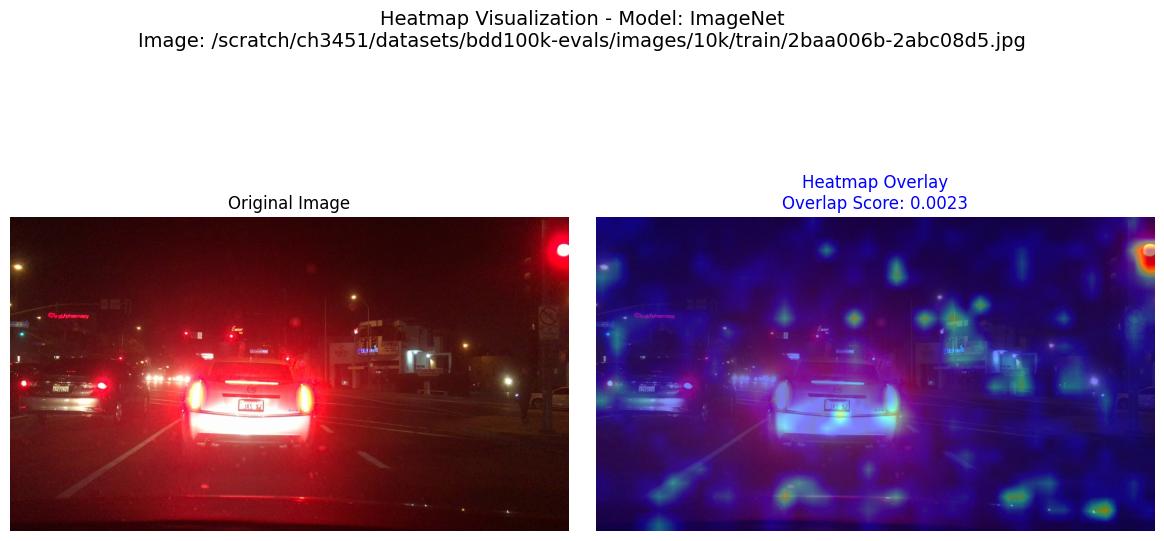 Heatmap Visualization - Model: ImageNet
Image: /scratch/ch3451/datasets/bdd100k-evals/images/10k/train/2baa006b-2abc08d5.jpg
Original Image
Heatmap Overlay
Overlap Score: 0.0023